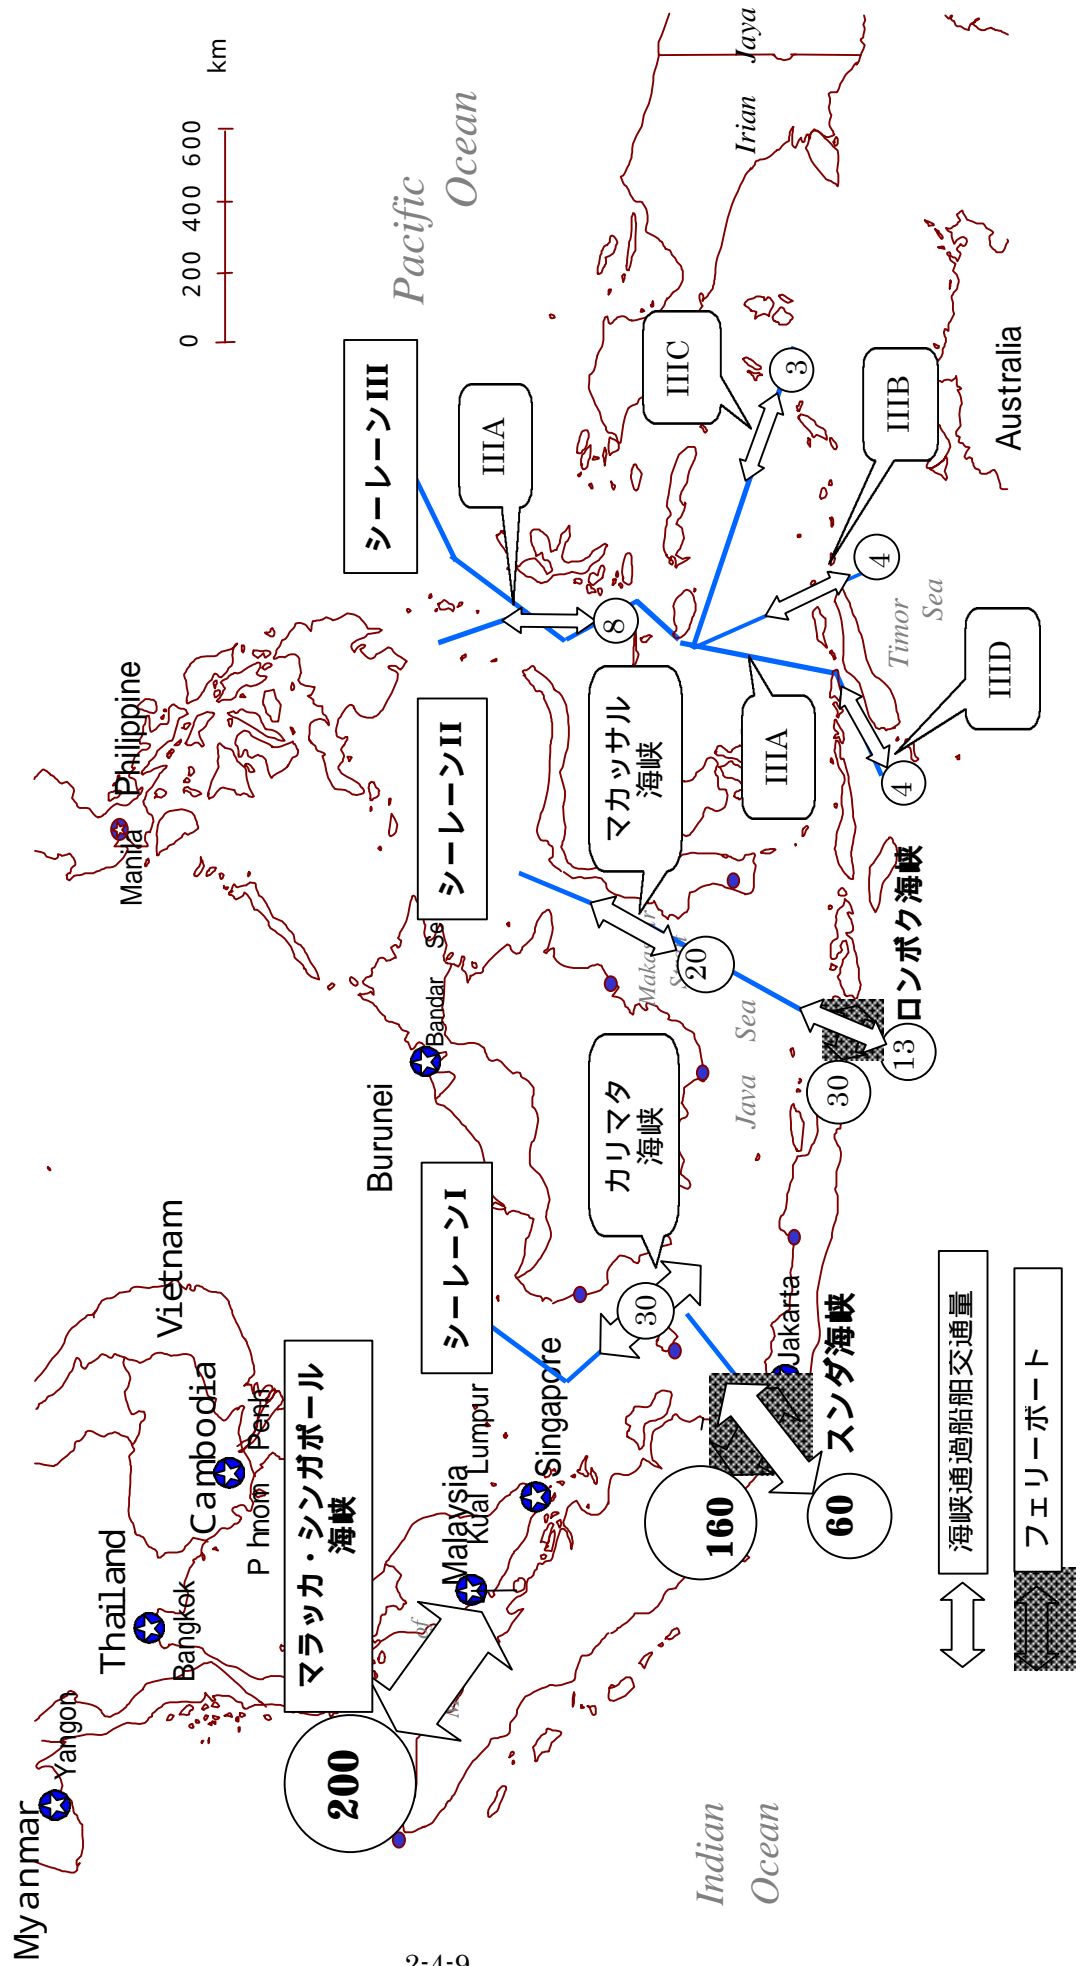 Myanmar
Yangon
Thailand
Bangkok
Cambodia
Phnom Penh
Vietnam
Manila
Philippine
0 200 400 600 km
Pacific
Ocean
マラッカ・シンガポール
海峡
200
Malaysia
Kual Lumpur
Singapore
of
シーレーンI
Burunei
Bandar Se
シーレーンII
シーレーンIII
IIIA
8
カリマタ
海峡
30
マカッサル
海峡
20
Java Sea
IIIA
IIIC
3
Irian Jaya
IIIB
4
Timor
Sea
IIID
4
Australia
160
60
スンダ海峡
Jakarta
30
13
ロンボク海峡
Indian
Ocean
海峡通過船舶交通量
フェリーボート
2-4-9